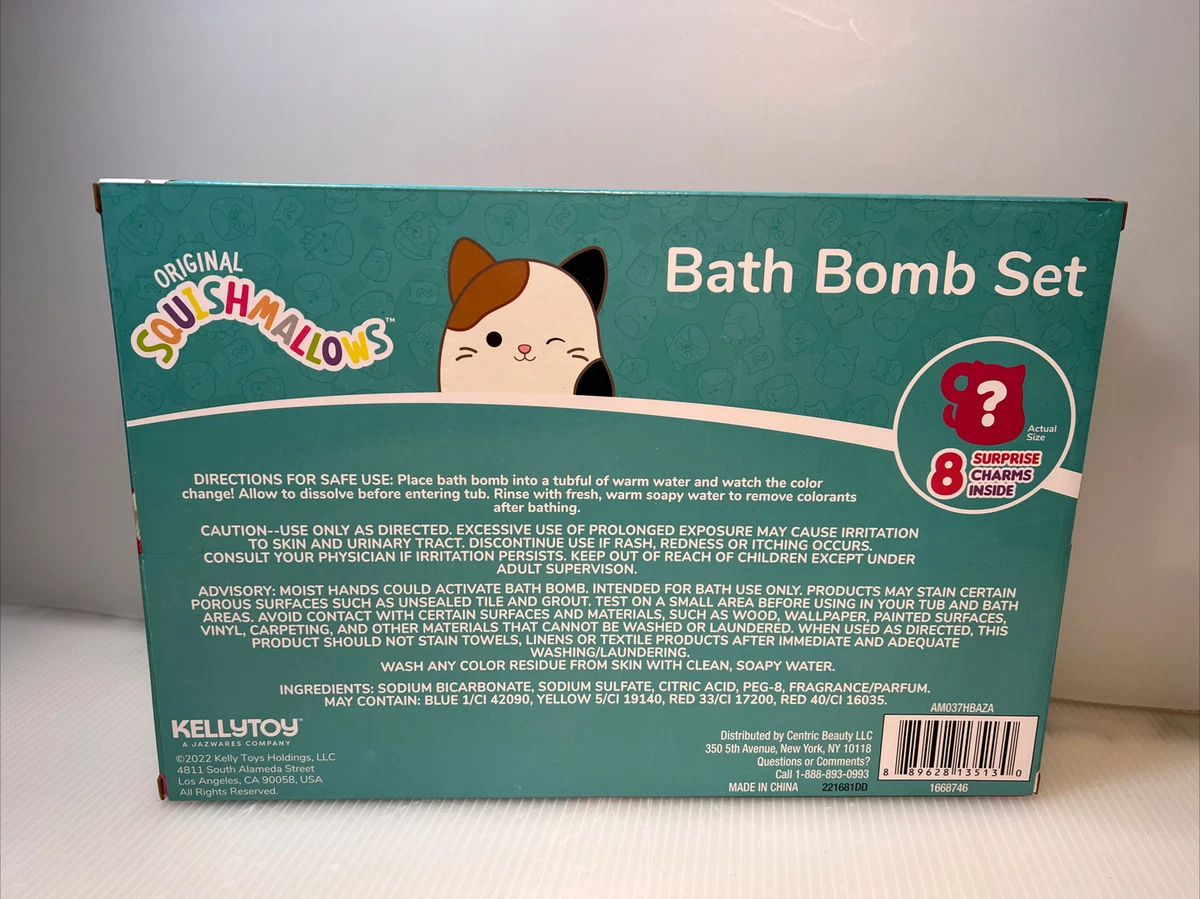 ORIGINAL
SQUISHMALLOWS™
Bath Bomb Set
?
Actual
Size
8 SURPRISE
CHARMS
INSIDE
DIRECTIONS FOR SAFE USE: Place bath bomb into a tubful of warm water and watch the color
change! Allow to dissolve before entering tub. Rinse with fresh, warm soapy water to remove colorants
after bathing.
CAUTION--USE ONLY AS DIRECTED. EXCESSIVE USE OF PROLONGED EXPOSURE MAY CAUSE IRRITATION
TO SKIN AND URINARY TRACT. DISCONTINUE USE IF RASH, REDNESS OR ITCHING OCCURS.
CONSULT YOUR PHYSICIAN IF IRRITATION PERSISTS. KEEP OUT OF REACH OF CHILDREN EXCEPT UNDER
ADULT SUPERVISON.
ADVISORY: MOIST HANDS COULD ACTIVATE BATH BOMB. INTENDED FOR BATH USE ONLY. PRODUCTS MAY STAIN CERTAIN
POROUS SURFACES SUCH AS UNSEALED TILE AND GROUT. TEST ON A SMALL AREA BEFORE USING IN YOUR TUB AND BATH
AREAS. AVOID CONTACT WITH CERTAIN SURFACES AND MATERIALS, SUCH AS WOOD, WALLPAPER, PAINTED SURFACES,
VINYL, CARPETING, AND OTHER MATERIALS THAT CANNOT BE WASHED OR LAUNDERED. WHEN USED AS DIRECTED, THIS
PRODUCT SHOULD NOT STAIN TOWELS, LINENS OR TEXTILE PRODUCTS AFTER IMMEDIATE AND ADEQUATE
WASHING/LAUNDERING.
WASH ANY COLOR RESIDUE FROM SKIN WITH CLEAN, SOAPY WATER.
INGREDIENTS: SODIUM BICARBONATE, SODIUM SULFATE, CITRIC ACID, PEG-8, FRAGRANCE/PARFUM.
MAY CONTAIN: BLUE 1/CI 42090, YELLOW 5/CI 19140, RED 33/CI 17200, RED 40/CI 16035.
KELLYTOY™
A JAZWARES COMPANY
©2022 Kelly Toys Holdings, LLC
4811 South Alameda Street
Los Angeles, CA 90058, USA
All Rights Reserved.
Distributed by Centric Beauty LLC
350 5th Avenue, New York, NY 10118
Questions or Comments?
Call 1-888-893-0993
MADE IN CHINA 221681DD
AM037HBAZA
8 89628 13513 0
1668746